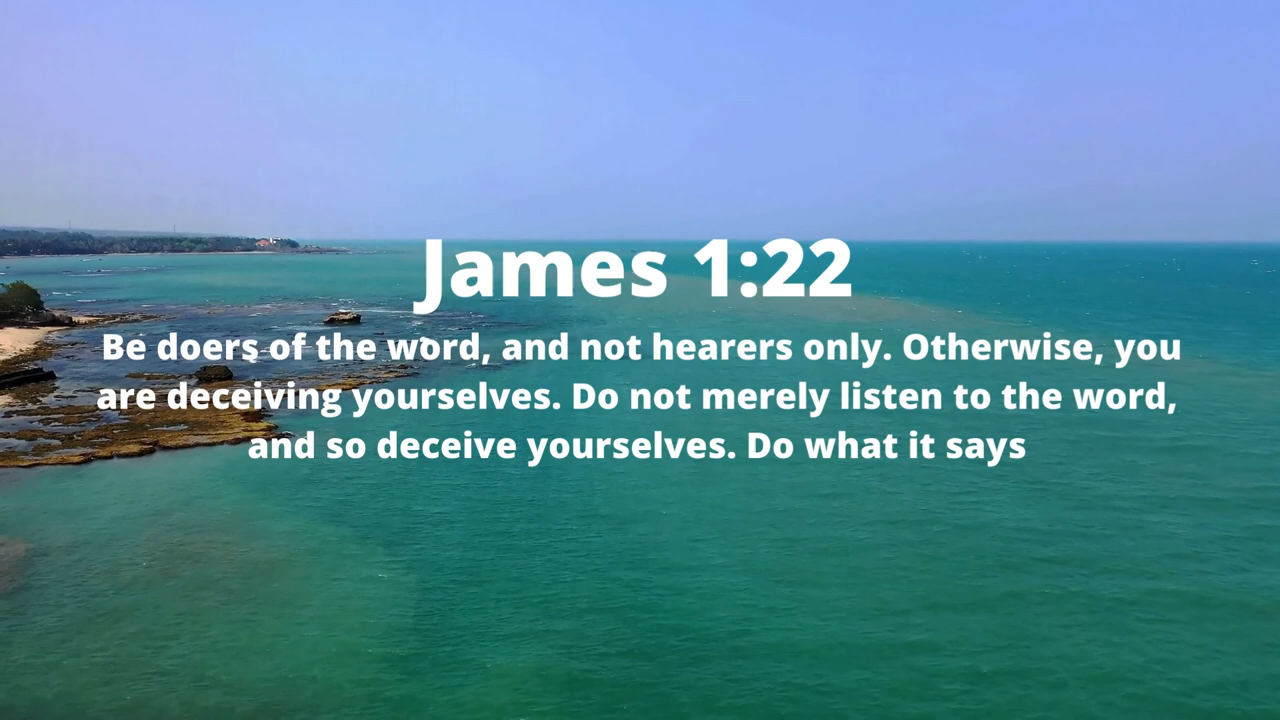 James 1:22
Be doers of the word, and not hearers only. Otherwise, you
are deceiving yourselves. Do not merely listen to the word,
and so deceive yourselves. Do what it says